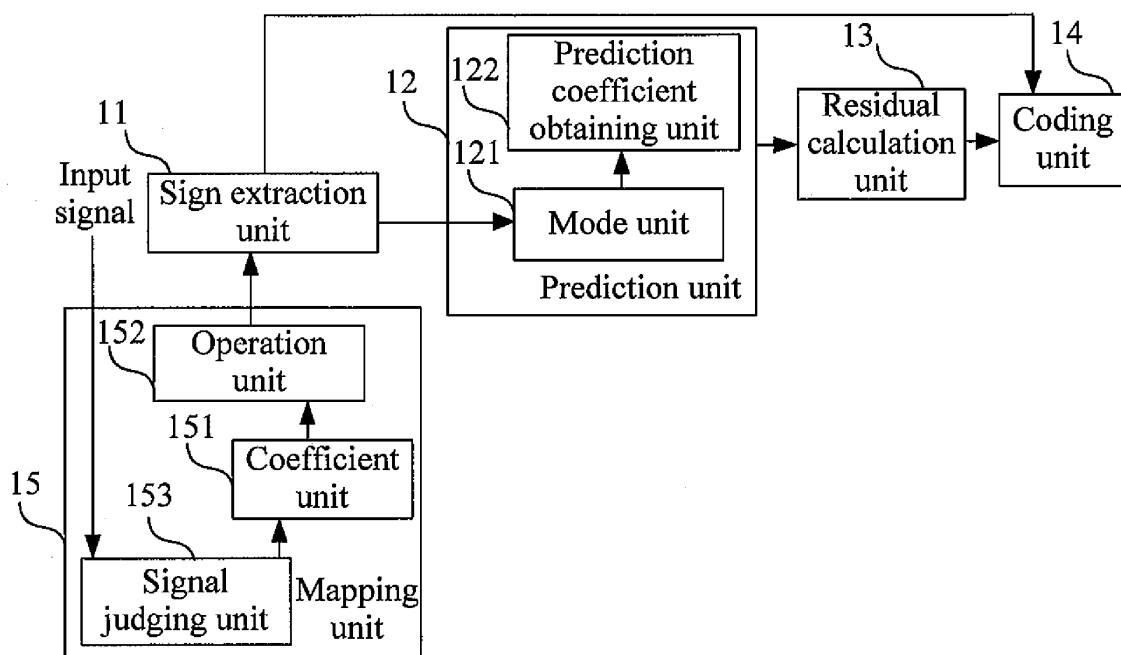 13
14
122
Prediction
coefficient
obtaining unit
12
Residual
calculation
unit
Coding
unit
11
121
Input
signal
Sign extraction
unit
Mode unit
Prediction unit
152
Operation
unit
151
Coefficient
unit
15
153
Signal
judging unit
Mapping
unit